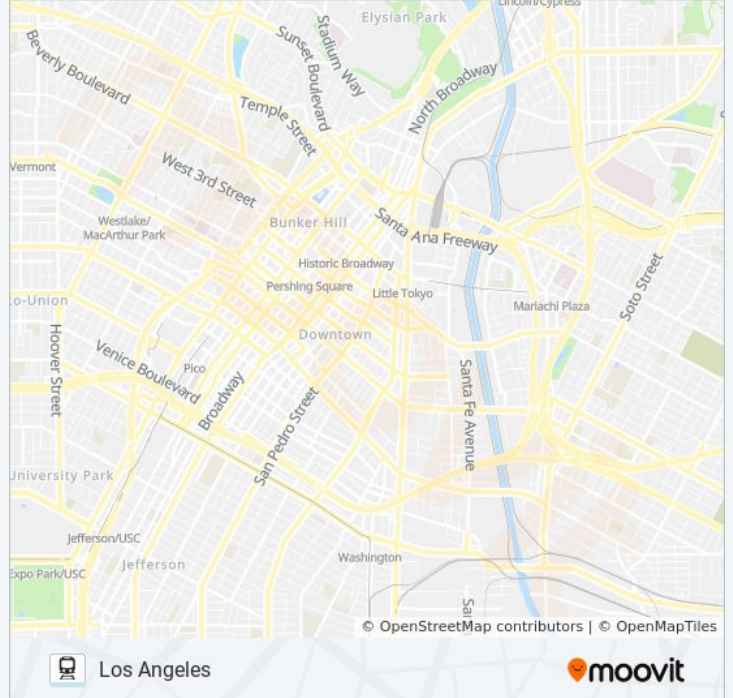 Lincoln/Cypress
Elysian Park
Stadium Way
Sunset Boulevard
Beverly Boulevard
North Broadway
Temple Street
Vermont
West 3rd Street
Westlake/
MacArthur Park
Bunker Hill
Santa Ana Freeway
Historic Broadway
Pershing Square
Little Tokyo
Mariachi Plaza
Soto Street
co-Union
Downtown
Hoover Street
Venice Boulevard
Pico
Broadway
San Pedro Street
Santa Fe Avenue
University Park
Jefferson/USC
Jefferson
Expo Park/USC
Washington
San
© OpenStreetMap contributors | © OpenMapTiles
Los Angeles
moovit